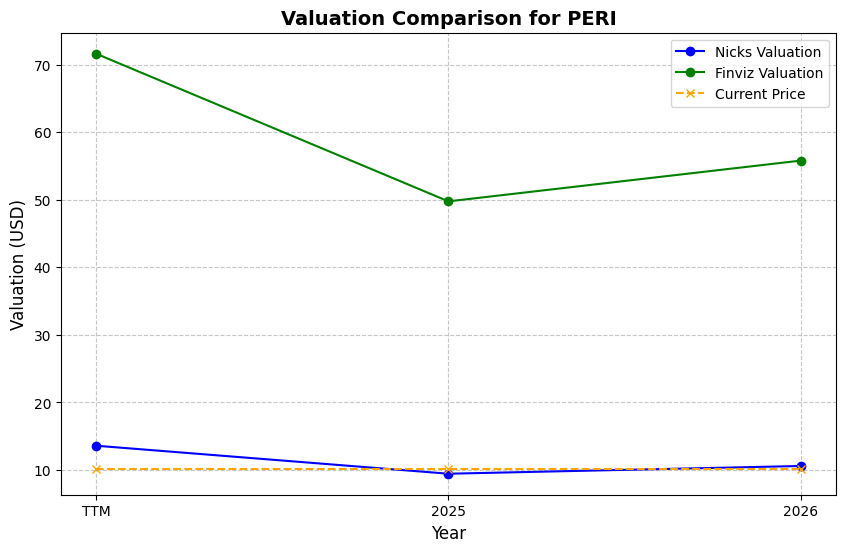 Valuation Comparison for PERI
Nicks Valuation
Finviz Valuation
Current Price
Valuation (USD)
70
60
50
40
30
20
10
TTM 2025 2026
Year